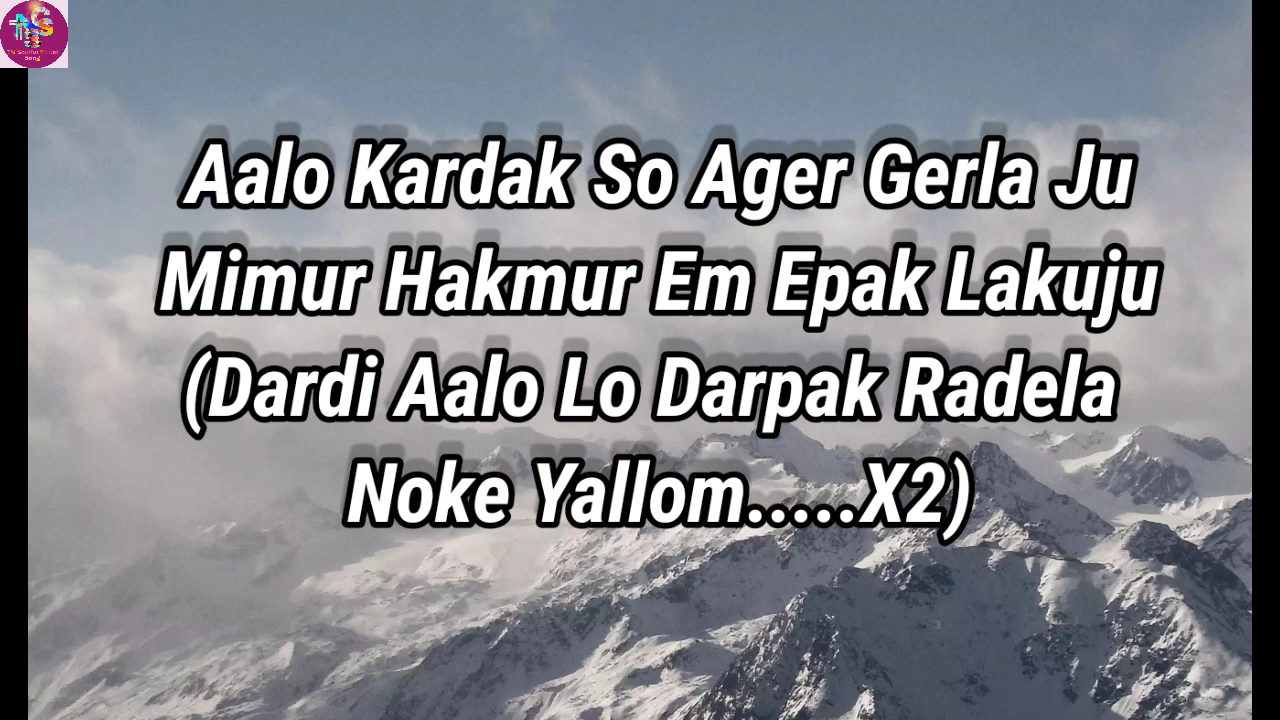 Aalo Kardak So Ager Gerla Ju
Mimur Hakmur Em Epak Lakuju
(Dardi Aalo Lo Darpak Radela
Noke Yallom.....X2)